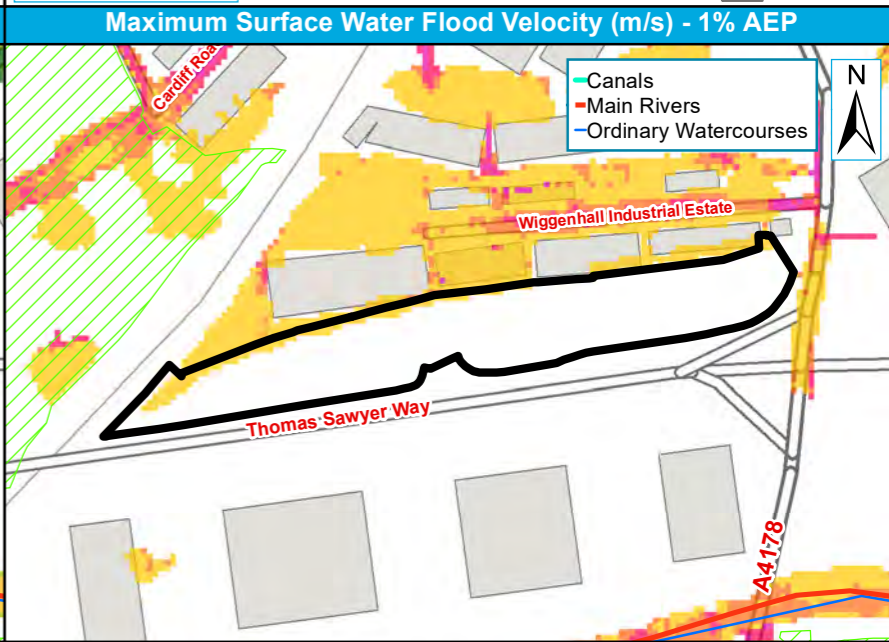 Maximum Surface Water Flood Velocity (m/s) - 1% AEP
Cardiff Roa
Canals
Main Rivers
Ordinary Watercourses
N
Wiggenhall Industrial Estate
Thomas Sawyer Way
A4178